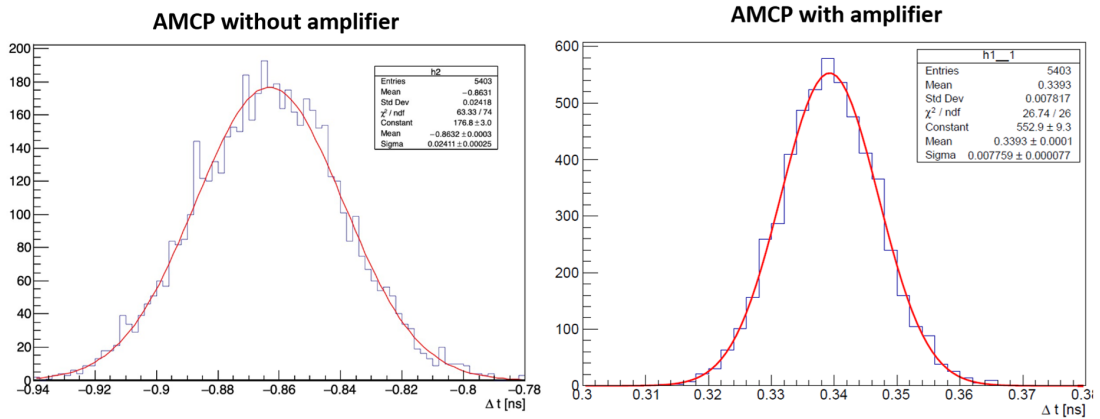 AMCP without amplifier
200
180
160
140
120
100
80
60
40
20
0
−0.94
−0.92
−0.9
−0.88
−0.86
−0.84
−0.82
−0.8
−0.78
Δ t [ns]
h2
Entries 5403
Mean −0.8631
Std Dev 0.02418
χ² / ndf 63.33 / 74
Constant 176.8 ± 3.0
Mean −0.8632 ± 0.0003
Sigma 0.02411 ± 0.00025
AMCP with amplifier
600
500
400
300
200
100
0
0.3
0.31
0.32
0.33
0.34
0.35
0.36
0.37
Δ t [ns]
h1__1
Entries 5403
Mean 0.3393
Std Dev 0.007817
χ² / ndf 26.74 / 26
Constant 552.9 ± 9.3
Mean 0.3393 ± 0.0001
Sigma 0.007759 ± 0.000077